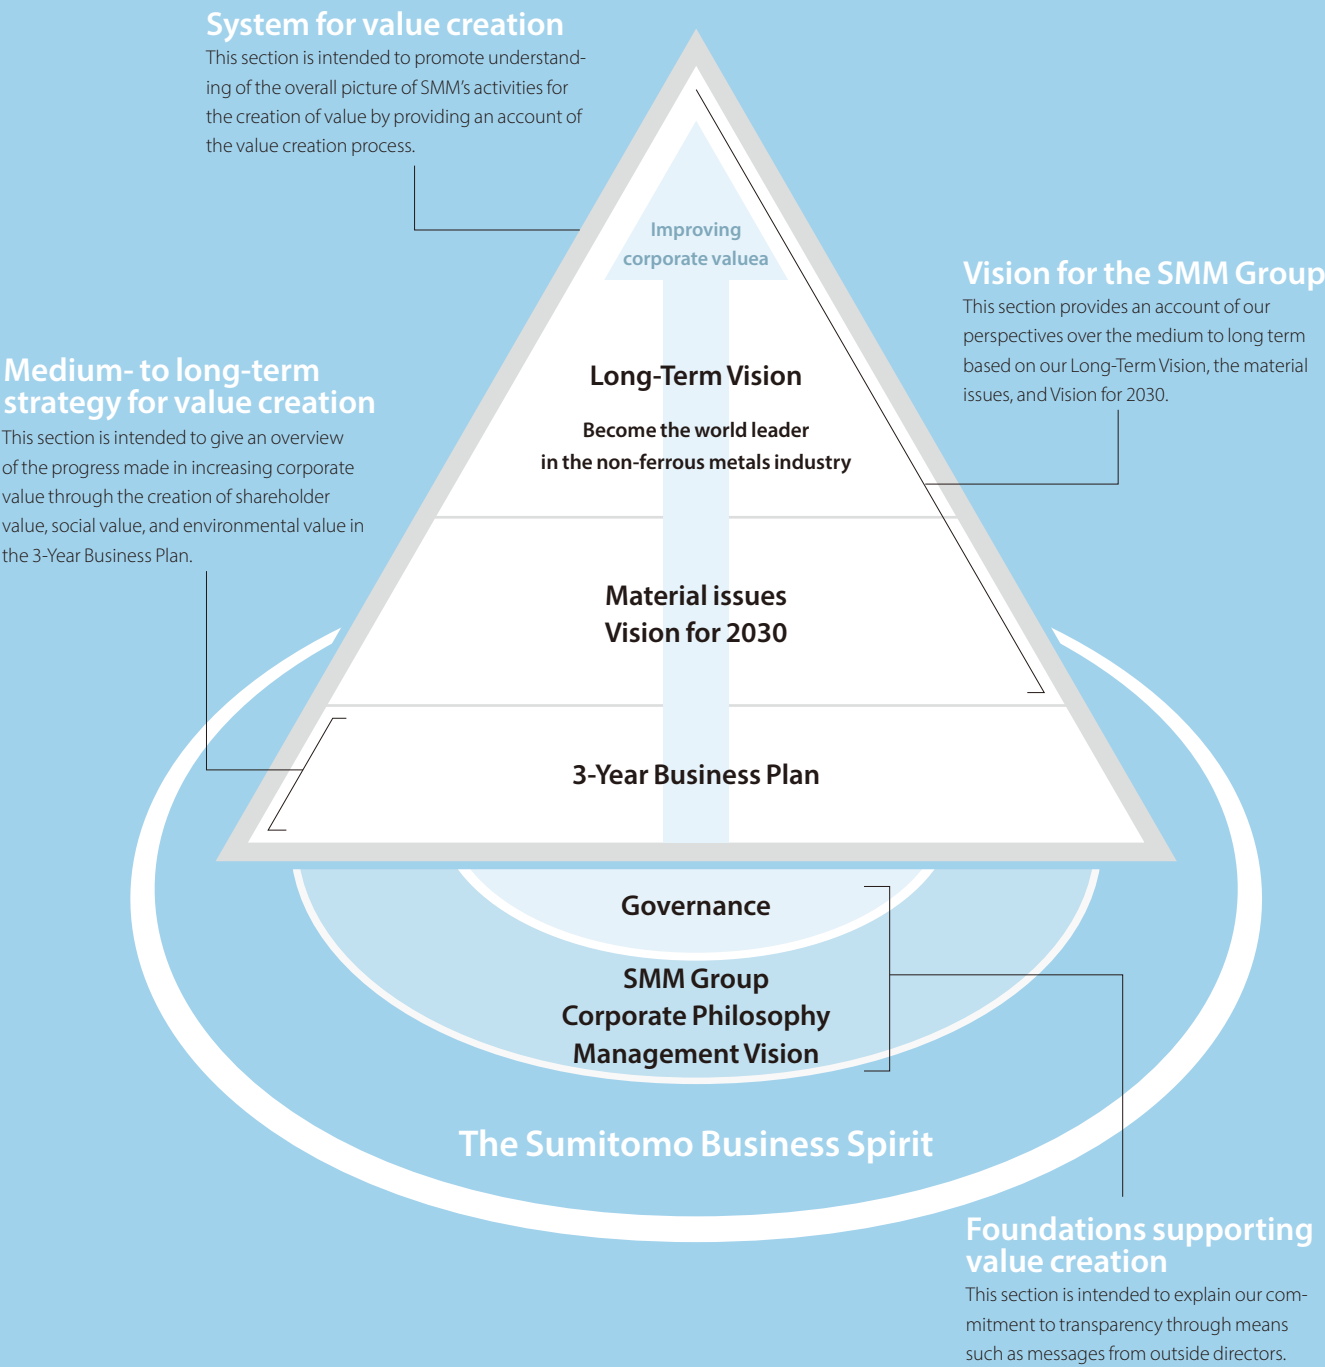 System for value creation
This section is intended to promote understand-
ing of the overall picture of SMM’s activities for
the creation of value by providing an account of
the value creation process.
Improving
corporate valuea
Vision for the SMM Group
This section provides an account of our
perspectives over the medium to long term
based on our Long-Term Vision, the material
issues, and Vision for 2030.
Medium- to long-term
strategy for value creation
This section is intended to give an overview
of the progress made in increasing corporate
value through the creation of shareholder
value, social value, and environmental value in
the 3-Year Business Plan.
Long-Term Vision
Become the world leader
in the non-ferrous metals industry
Material issues
Vision for 2030
3-Year Business Plan
Governance
SMM Group
Corporate Philosophy
Management Vision
The Sumitomo Business Spirit
Foundations supporting
value creation
This section is intended to explain our com-
mitment to transparency through means
such as messages from outside directors.